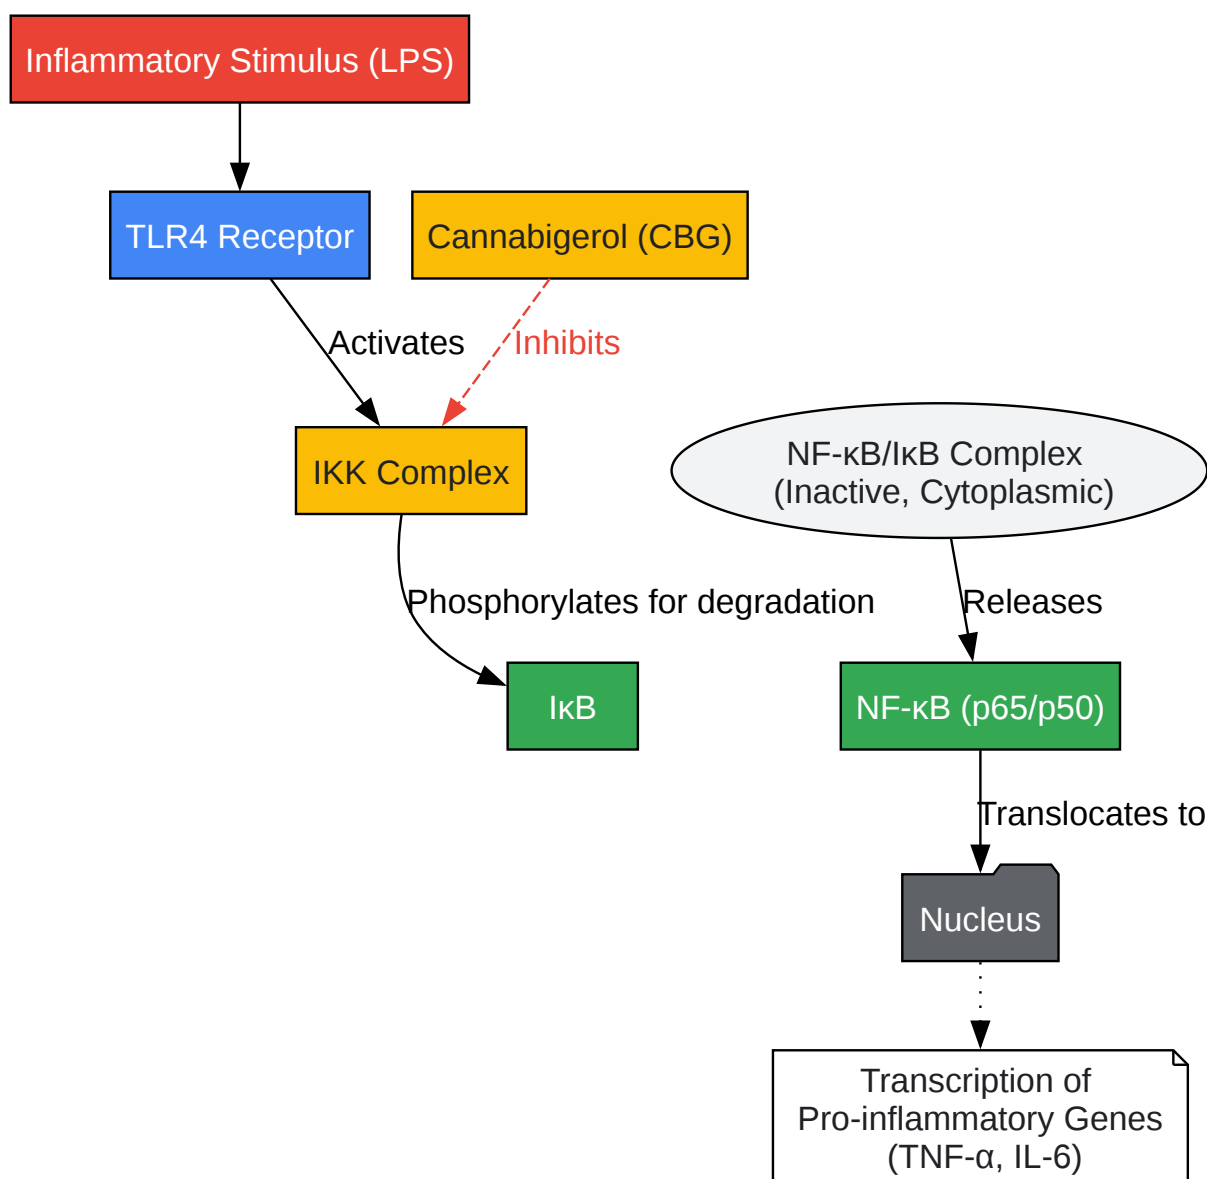 Inflammatory Stimulus (LPS)
TLR4 Receptor
Cannabigerol (CBG)
Activates
Inhibits
IKK Complex
NF-κB/IκB Complex
(Inactive, Cytoplasmic)
Phosphorylates for degradation
Releases
IκB
NF-κB (p65/p50)
Translocates to
Nucleus
Transcription of
Pro-inflammatory Genes
(TNF-α, IL-6)